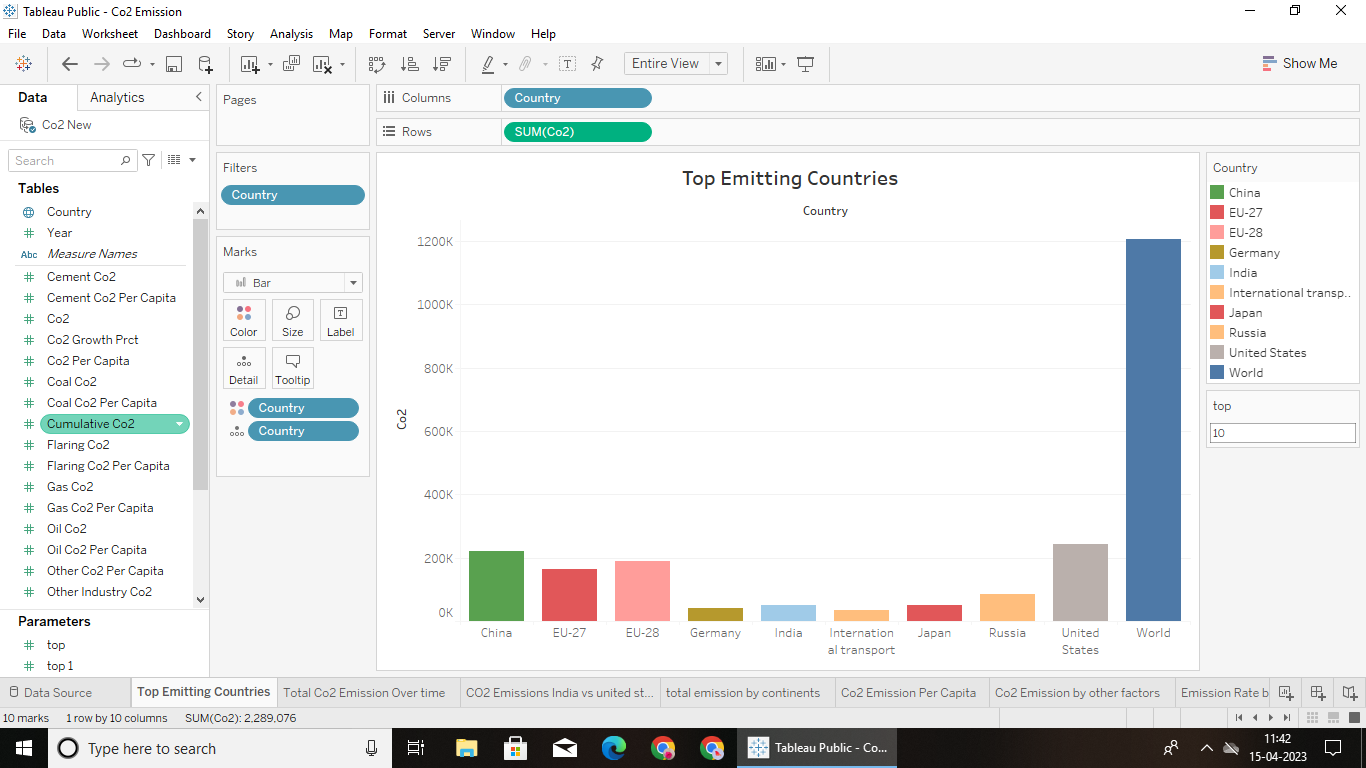 Tableau Public - Co2 Emission
File Data Worksheet Dashboard Story Analysis Map Format Server Window Help
Entire View
Show Me
Data Analytics
Co2 New
Search
Tables
Country
Year
Abc Measure Names
Cement Co2
Cement Co2 Per Capita
Co2
Co2 Growth Prct
Co2 Per Capita
Coal Co2
Coal Co2 Per Capita
Cumulative Co2
Flaring Co2
Flaring Co2 Per Capita
Gas Co2
Gas Co2 Per Capita
Oil Co2
Oil Co2 Per Capita
Other Co2 Per Capita
Other Industry Co2
Parameters
top
top 1
Pages
Filters
Country
Marks
Bar
Color Size Label
Detail Tooltip
Country
Country
Columns Country
Rows SUM(Co2)
Top Emitting Countries
Country
Co2
1200K
1000K
800K
600K
400K
200K
0K
China EU-27 EU-28 Germany India Internation Japan Russia United World
al transport States
Country
China
EU-27
EU-28
Germany
India
International transp..
Japan
Russia
United States
World
top
10
Data Source Top Emitting Countries Total Co2 Emission Over time CO2 Emissions India vs united st... total emission by continents Co2 Emission Per Capita Co2 Emission by other factors Emission Rate b
10 marks 1 row by 10 columns SUM(Co2): 2,289,076
Type here to search
Tableau Public - Co...
11:42
15-04-2023